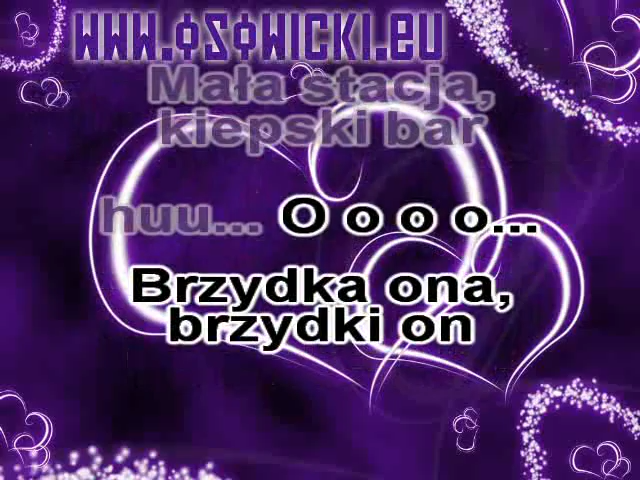 www.osowicki.eu
Mała stacja,
kiepski bar
huu... O o o o...
Brzydka ona,
brzydki on